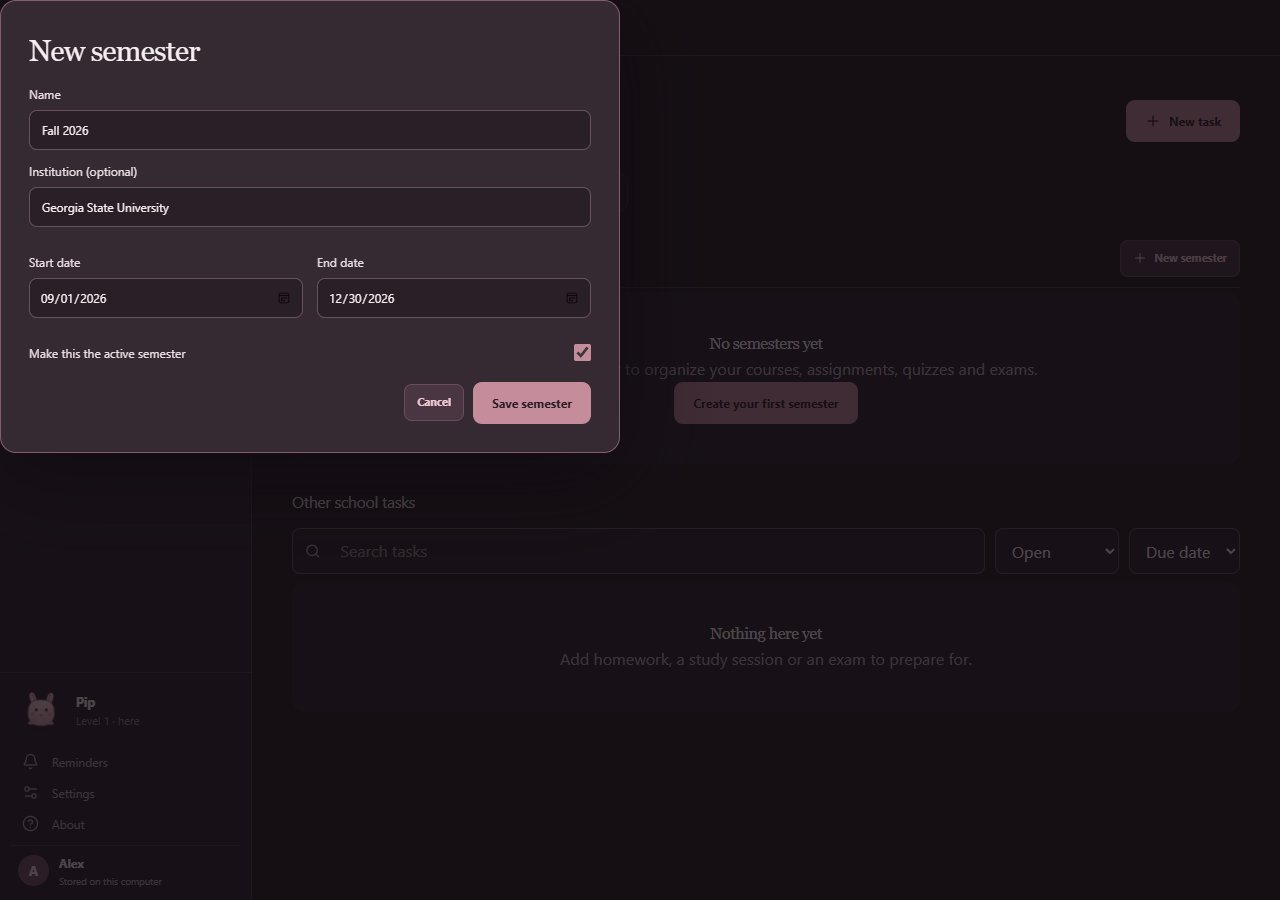 New semester
Name
Fall 2026
Institution (optional)
Georgia State University
Start date
End date
09/01/2026
12/30/2026
Make this the active semester
Cancel
Save semester
New task
New semester
No semesters yet
to organize your courses, assignments, quizzes and exams.
Create your first semester
Other school tasks
Search tasks
Open
Due date
Nothing here yet
Add homework, a study session or an exam to prepare for.
Pip
Level 1 · here
Reminders
Settings
About
A
Alex
Stored on this computer